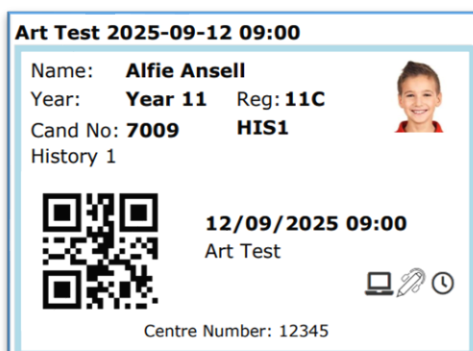 Art Test 2025-09-12 09:00
Name: Alfie Ansell
Year: Year 11 Reg: 11C
Cand No: 7009 HIS1
History 1
12/09/2025 09:00
Art Test
Centre Number: 12345